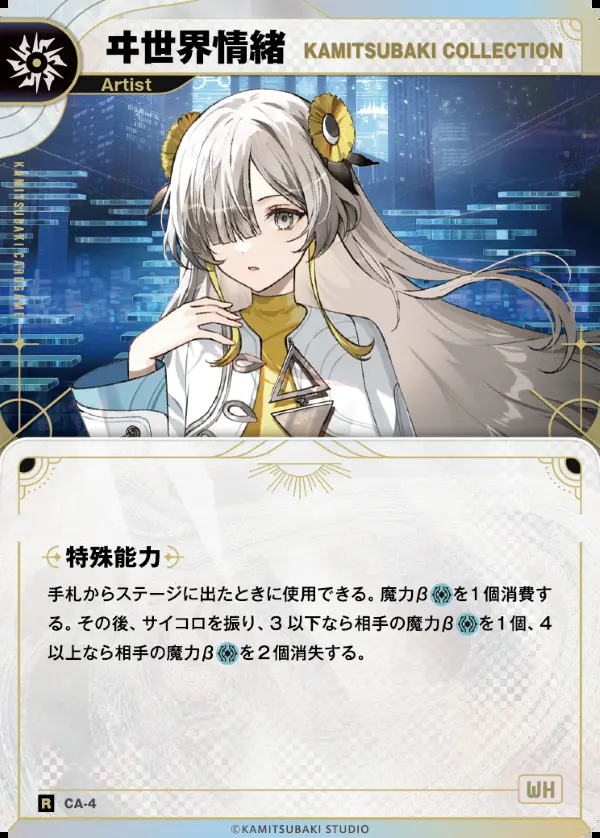 ヰ世界情緒 KAMITSUBAKI COLLECTION
Artist
KAMITSUBAKI CARDS AMT
特殊能力
手札からステージに出たときに使用できる。魔力βを1個消費す
る。その後、サイコロを振り、3以下なら相手の魔力βを1個、4
以上なら相手の魔力βを2個消失する。
R CA-4
WH
©KAMITSUBAKI STUDIO